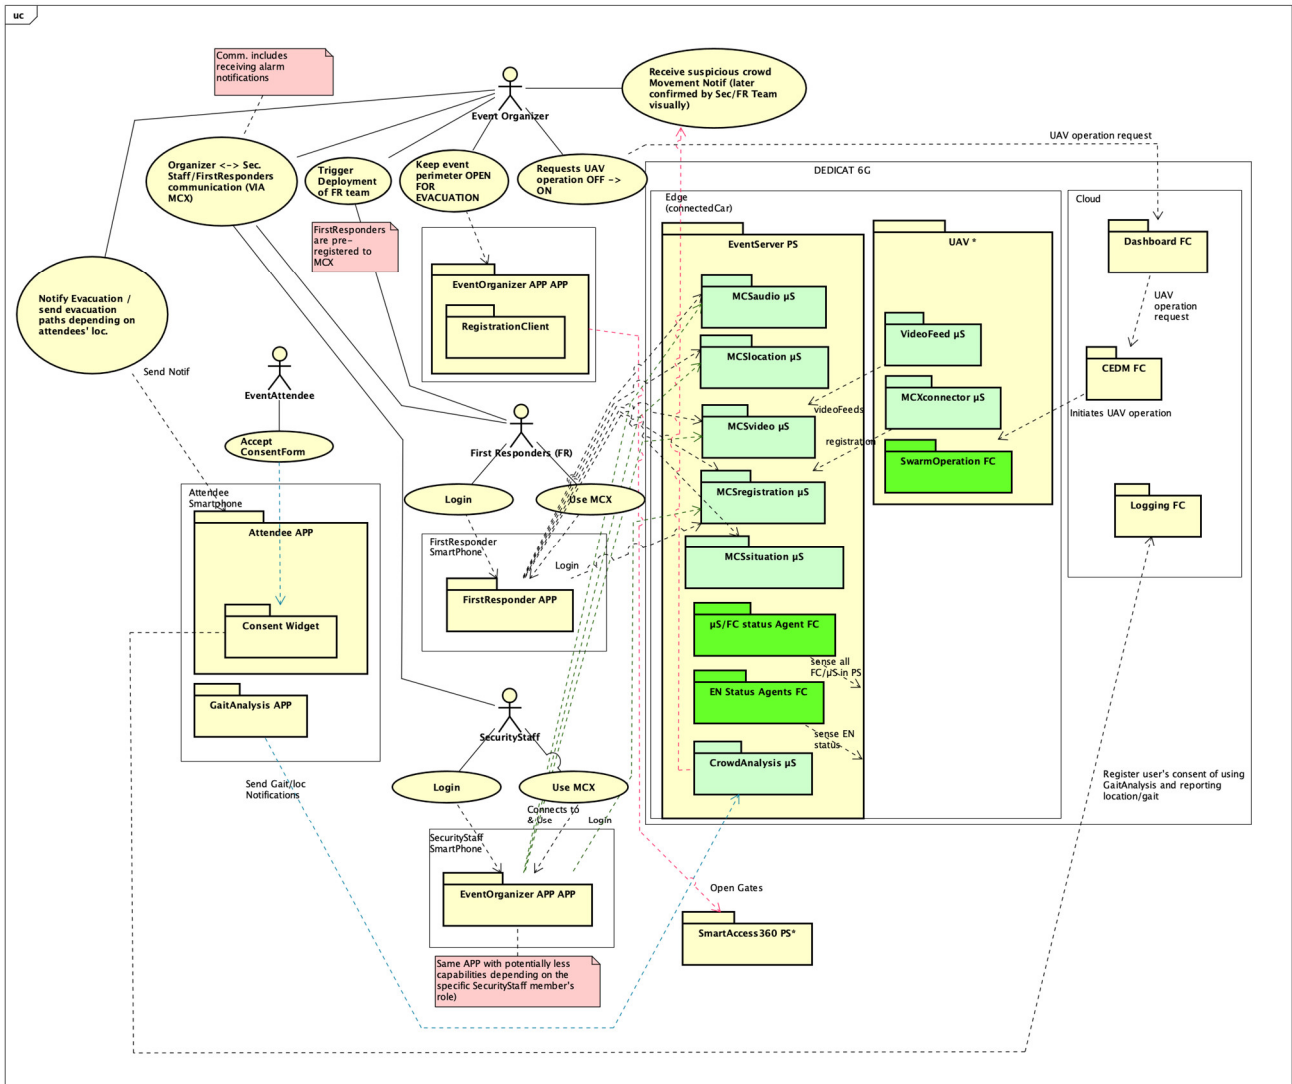 uc
Comm. includes
receiving alarm
notifications
Event Organizer
Receive suspicious crowd
Movement Notif (later
confirmed by Sec/FR Team
visually)
UAV operation request
Organizer <-> Sec.
Staff/FirstResponders
communication (VIA
MCX)
Trigger
Deployment
of FR team
Keep event
perimeter OPEN
FOR
EVACUATION
Requests UAV
operation OFF ->
ON
FirstResponders
are pre-
registered to
MCX
DEDICAT 6G
Edge
(connectedCar)
Cloud
EventServer PS
UAV *
Dashboard FC
UAV
operation
request
CEDM FC
Initiates UAV operation
Logging FC
Notify Evacuation /
send evacuation
paths depending on
attendees' loc.
Send Notif
EventOrganizer APP APP
RegistrationClient
MCSaudio µS
MCSlocation µS
MCSvideo µS
MCSregistration µS
MCSsituation µS
µS/FC status Agent FC
sense all
FC/µS in PS
EN Status Agents FC
sense EN
status
CrowdAnalysis µS
VideoFeed µS
MCXconnector µS
SwarmOperation FC
videoFeeds
registration
EventAttendee
Accept
ConsentForm
Attendee
Smartphone
Attendee APP
Consent Widget
GaitAnalysis APP
Send Gait/loc
Notifications
First Responders (FR)
Login
Use MCX
FirstResponder
SmartPhone
Login
FirstResponder APP
SecurityStaff
Login
Use MCX
Connects to
& Use
Login
SecurityStaff
SmartPhone
EventOrganizer APP APP
Same APP with potentially less
capabilities depending on the
specific SecurityStaff member's
role)
Open Gates
SmartAccess360 PS*
Register user's consent of using
GaitAnalysis and reporting
location/gait